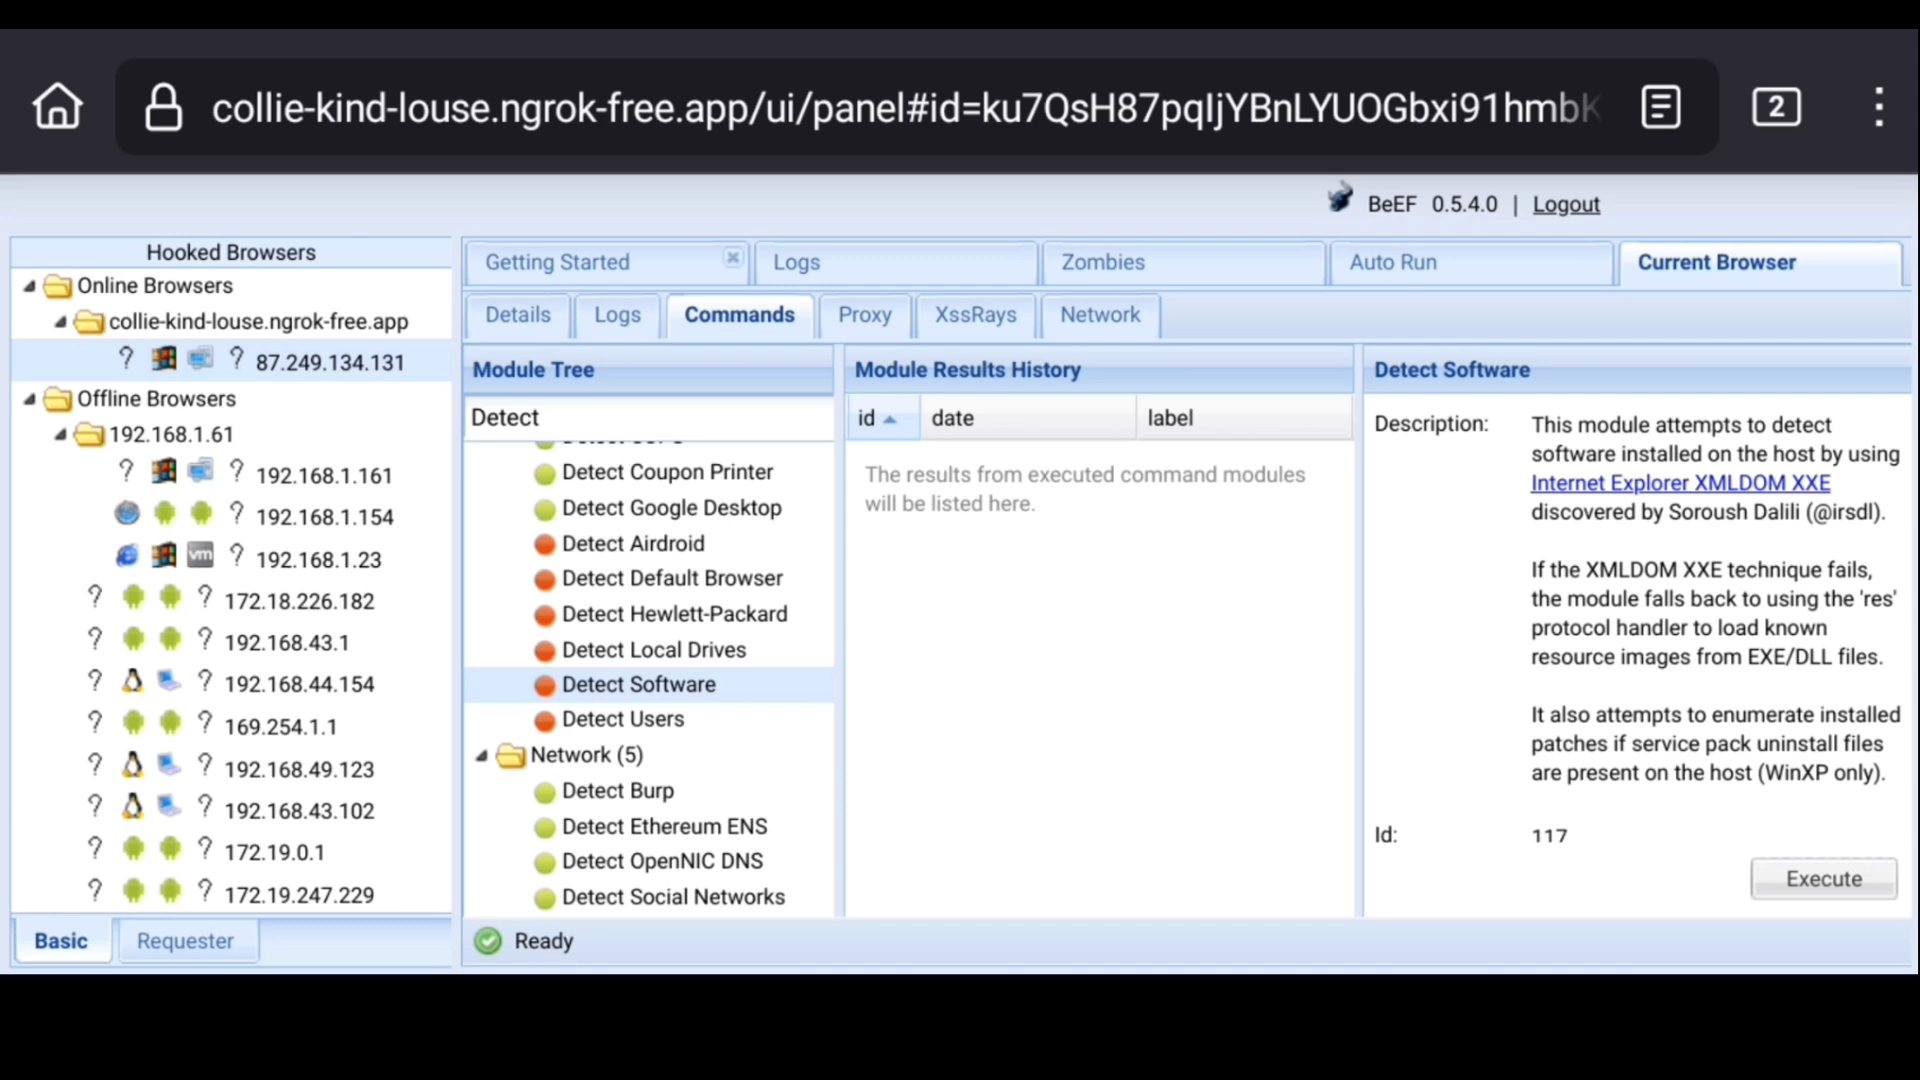 collie-kind-louse.ngrok-free.app/ui/panel#id=ku7QsH87pqIjYBnLYUOGbxi91hmbK
2
BeEF 0.5.4.0 | Logout
Hooked Browsers
Online Browsers
collie-kind-louse.ngrok-free.app
? ? 87.249.134.131
Offline Browsers
192.168.1.61
? ? 192.168.1.161
? 192.168.1.154
vm ? 192.168.1.23
? ? 172.18.226.182
? ? 192.168.43.1
? ? 192.168.44.154
? ? 169.254.1.1
? ? 192.168.49.123
? ? 192.168.43.102
? ? 172.19.0.1
? ? 172.19.247.229
Basic
Requester
Getting Started
Logs
Zombies
Auto Run
Current Browser
Details
Logs
Commands
Proxy
XssRays
Network
Module Tree
Detect
Detect Coupon Printer
Detect Google Desktop
Detect Airdroid
Detect Default Browser
Detect Hewlett-Packard
Detect Local Drives
Detect Software
Detect Users
Network (5)
Detect Burp
Detect Ethereum ENS
Detect OpenNIC DNS
Detect Social Networks
Module Results History
id
date
label
The results from executed command modules
will be listed here.
Detect Software
Description:
This module attempts to detect
software installed on the host by using
Internet Explorer XMLDOM XXE
discovered by Soroush Dalili (@irsdl).
If the XMLDOM XXE technique fails,
the module falls back to using the 'res'
protocol handler to load known
resource images from EXE/DLL files.
It also attempts to enumerate installed
patches if service pack uninstall files
are present on the host (WinXP only).
Id:
117
Execute
Ready